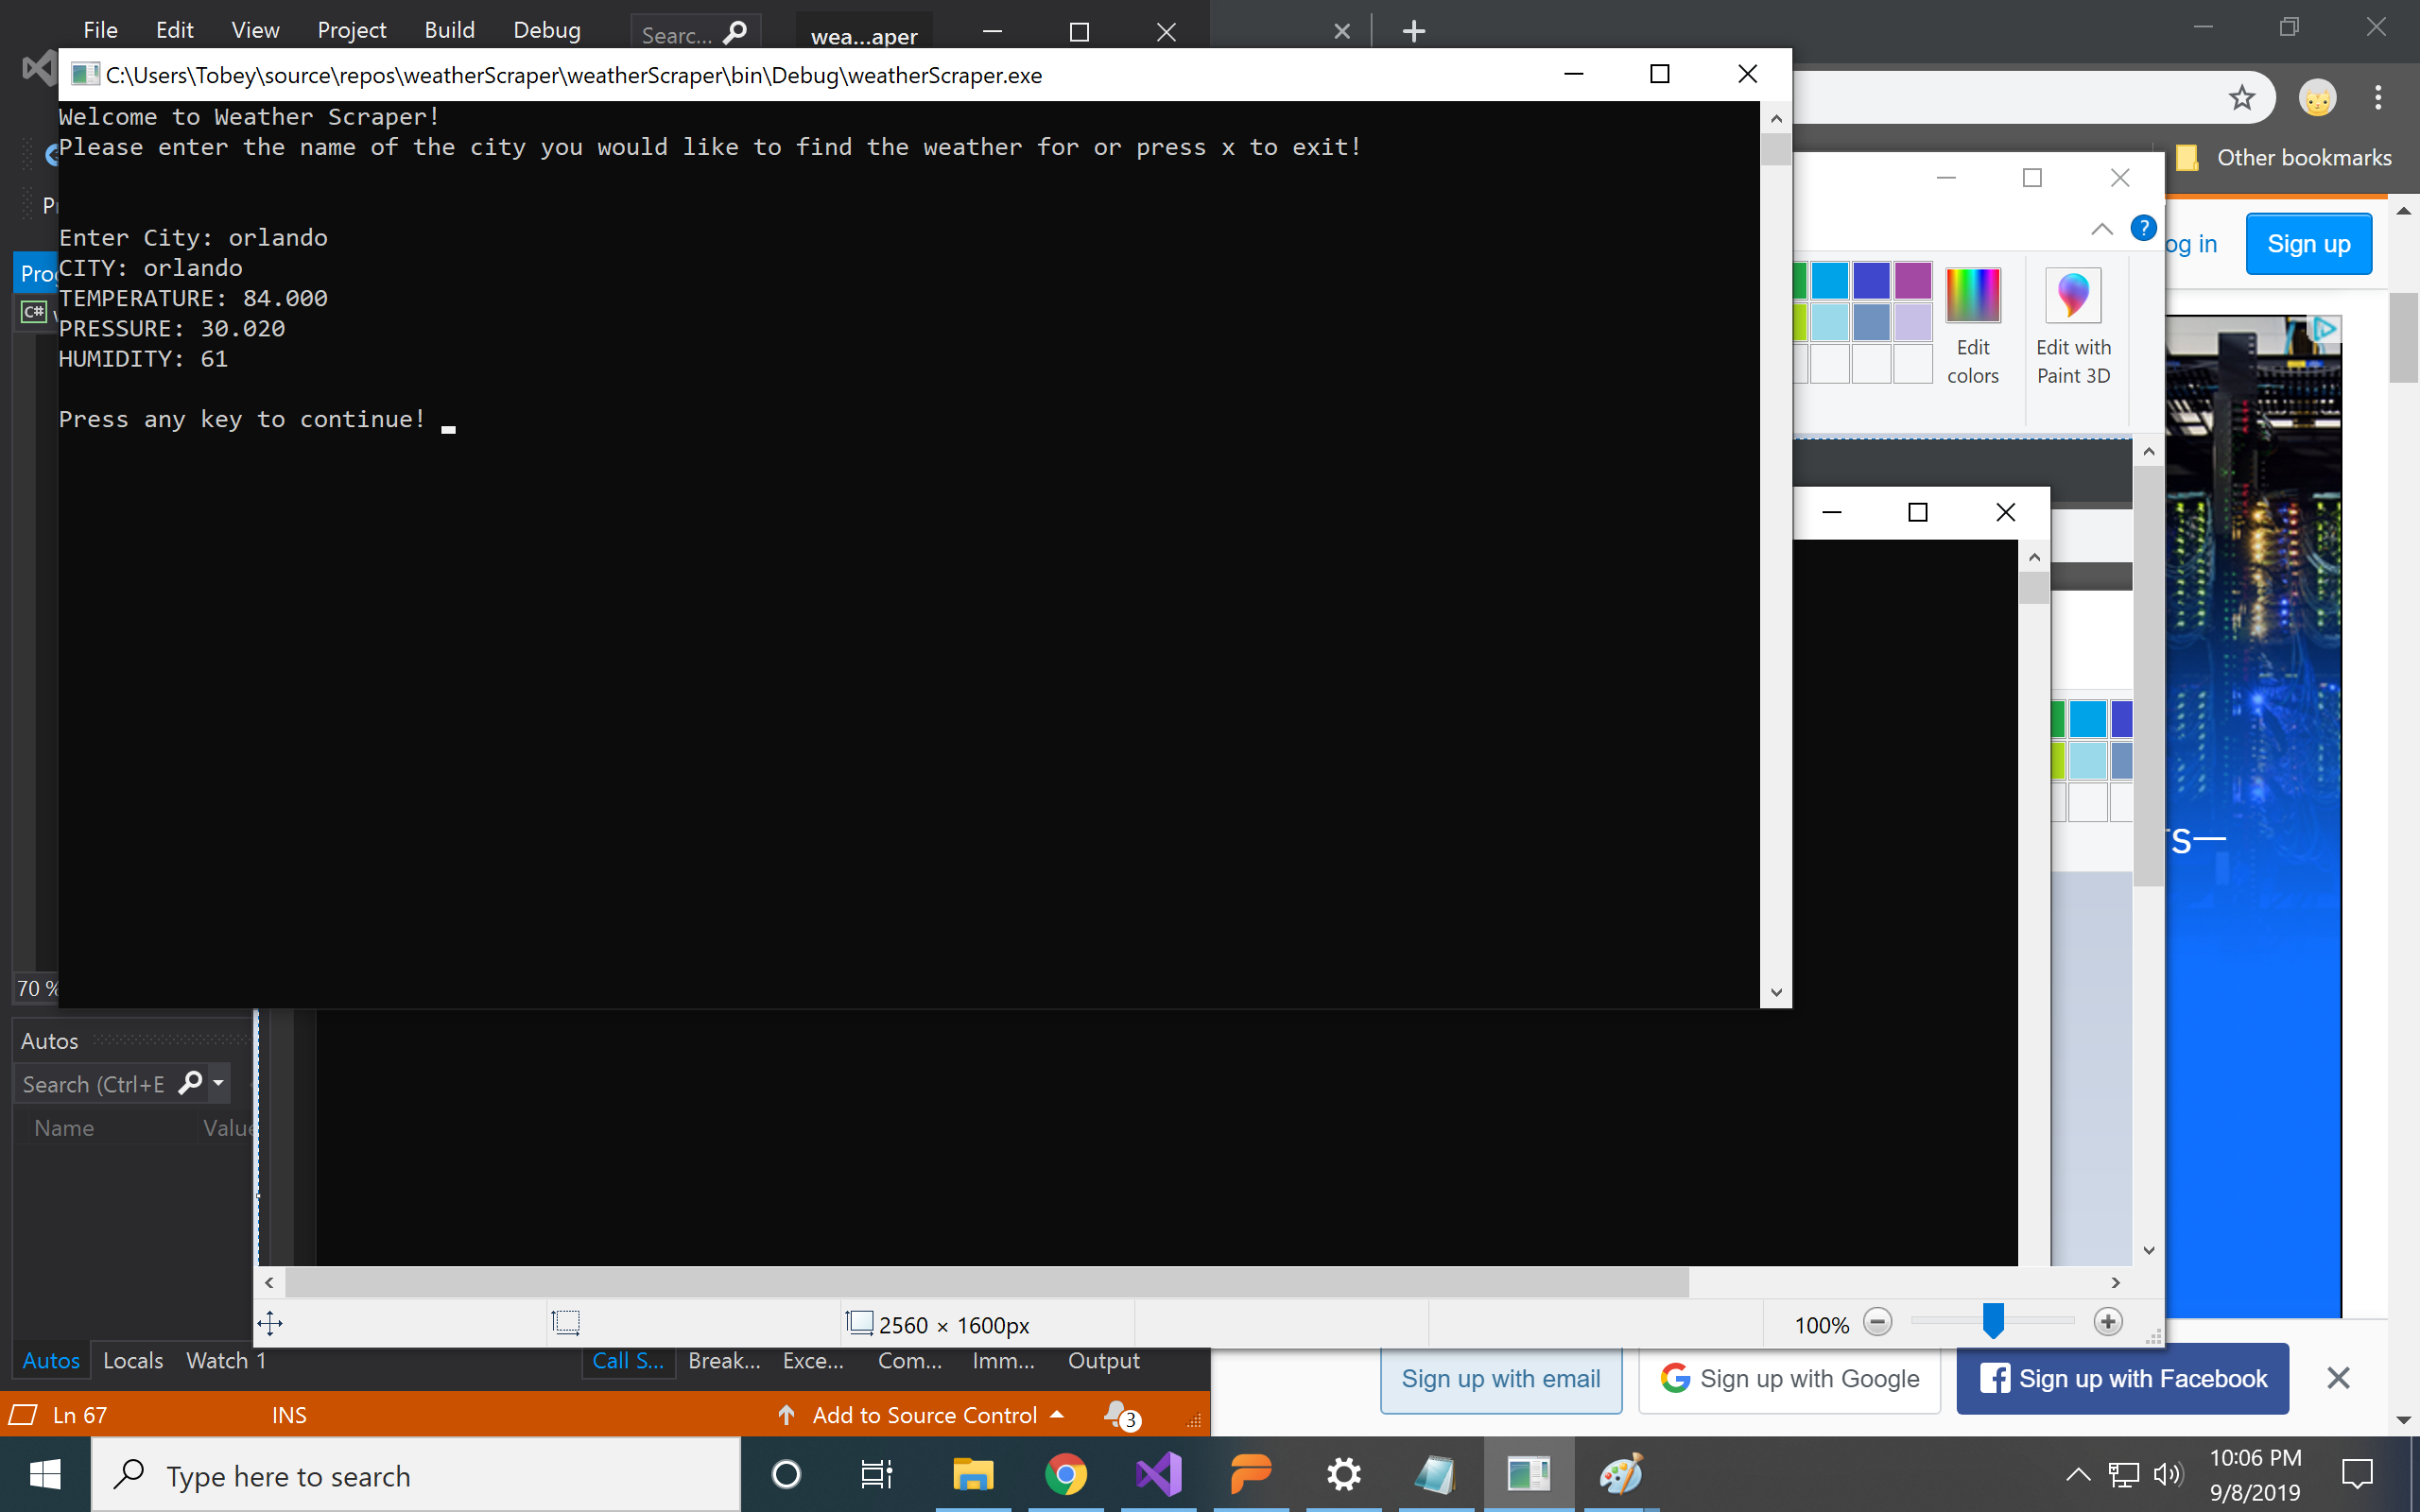 File Edit View Project Build Debug Searc... wea...aper
C:\Users\Tobey\source\repos\weatherScraper\weatherScraper\bin\Debug\weatherScraper.exe
Welcome to Weather Scraper!
Please enter the name of the city you would like to find the weather for or press x to exit!
Enter City: orlando
CITY: orlando
TEMPERATURE: 84.000
PRESSURE: 30.020
HUMIDITY: 61
Press any key to continue!
Other bookmarks
og in Sign up
Edit colors
Edit with Paint 3D
C#
70 %
Autos
Search (Ctrl+E
Name Value
2560 × 1600px 100%
Autos Locals Watch 1 Call S... Break... Exce... Com... Imm... Output
Sign up with email Sign up with Google Sign up with Facebook
Ln 67 INS Add to Source Control 3
Type here to search
10:06 PM
9/8/2019